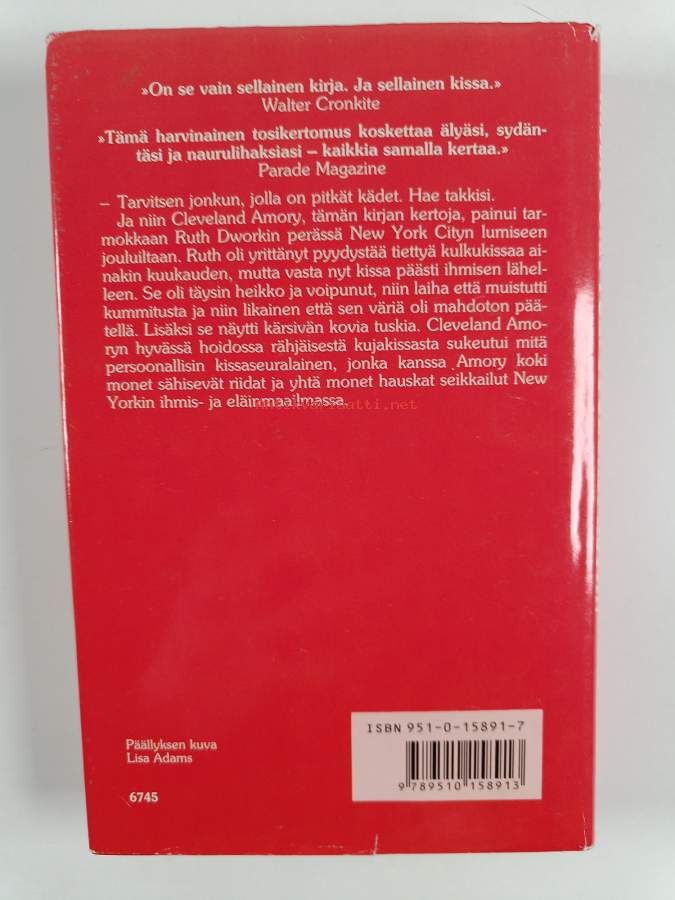 »On se vain sellainen kirja. Ja sellainen kissa.»
Walter Cronkite
»Tämä harvinainen tosikertomus koskettaa älyäsi, sydän-
täsi ja naurulihaksiasi – kaikkia samalla kertaa.»
Parade Magazine
– Tarvitsen jonkun, jolla on pitkät kädet. Hae takkisi.
Ja niin Cleveland Amory, tämän kirjan kertoja, painui tar-
mokkaan Ruth Dworkin perässä New York Cityn lumiseen
jouluiltaan. Ruth oli yrittänyt pyydystää tiettyä kulkukissaa ai-
nakin kuukauden, mutta vasta nyt kissa päästi ihmisen lähel-
leen. Se oli täysin heikko ja voipunut, niin laiha että muistutti
kummitusta ja niin likainen että sen väriä oli mahdoton pää-
tellä. Lisäksi se näytti kärsivän kovia tuskia. Cleveland Amo-
ryn hyvässä hoidossa rähjäisestä kujakissasta sukeutui mitä
persoonallisin kissaseuralainen, jonka kanssa Amory koki
monet sähisevät riidat ja yhtä monet hauskat seikkailut New
Yorkin ihmis- ja eläinmaailmassa.
antikvariaatti.net
ISBN 951-0-15891-7
9 789510 158913
Päällyksen kuva
Lisa Adams
6745